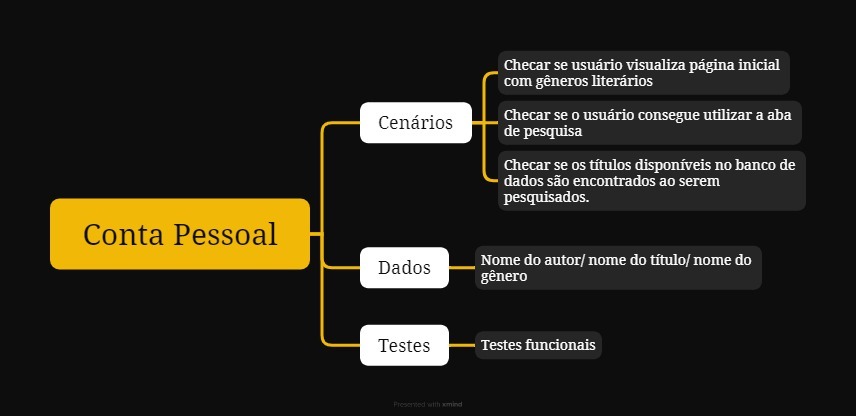 Conta Pessoal
Cenários
Checar se usuário visualiza página inicial
com gêneros literários
Checar se o usuário consegue utilizar a aba
de pesquisa
Checar se os títulos disponíveis no banco de
dados são encontrados ao serem
pesquisados.
Dados
Nome do autor/ nome do título/ nome do
gênero
Testes
Testes funcionais
Presented with xmind